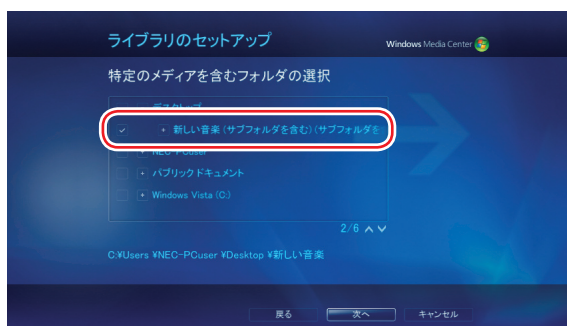 ライブラリのセットアップ
Windows Media Center
特定のメディアを含むフォルダの選択
デスクトップ
+ 新しい音楽(サブフォルダを含む)(サブフォルダを
+ NEC-PCuser
+ パブリックドキュメント
+ Windows Vista (C:)
2/6
C:¥Users ¥NEC-PCuser ¥Desktop ¥新しい音楽
戻る
次へ
キャンセル